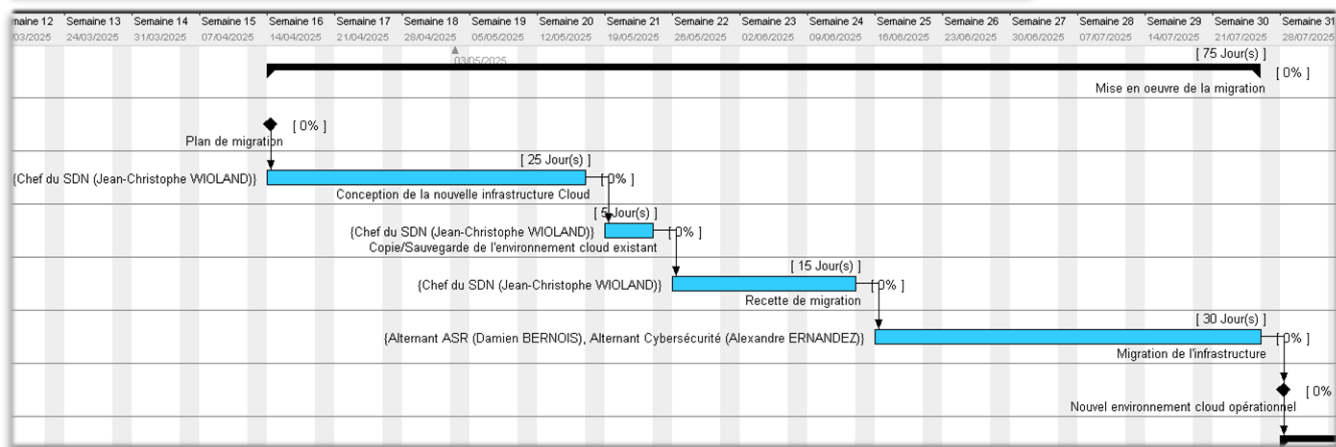 maine 12 Semaine 13 Semaine 14 Semaine 15 Semaine 16 Semaine 17 Semaine 18 Semaine 19 Semaine 20 Semaine 21 Semaine 22 Semaine 23 Semaine 24 Semaine 25 Semaine 26 Semaine 27 Semaine 28 Semaine 29 Semaine 30 Semaine 31
03/2025 24/03/2025 31/03/2025 07/04/2025 14/04/2025 21/04/2025 28/04/2025 05/05/2025 12/05/2025 19/05/2025 26/05/2025 02/06/2025 09/06/2025 16/06/2025 23/06/2025 30/06/2025 07/07/2025 14/07/2025 21/07/2025 28/07/2025
03/05/2025
[ 75 Jour(s) ]
[ 0% ]
Mise en oeuvre de la migration
[ 0% ]
Plan de migration
[ 25 Jour(s) ]
{Chef du SDN (Jean-Christophe WIOLAND)} [ 0% ]
Conception de la nouvelle infrastructure Cloud
[ 5 Jour(s) ]
{Chef du SDN (Jean-Christophe WIOLAND)} [ 0% ]
Copie/Sauvegarde de l'environnement cloud existant
[ 15 Jour(s) ]
{Chef du SDN (Jean-Christophe WIOLAND)} [ 0% ]
Recette de migration
[ 30 Jour(s) ]
{Alternant ASR (Damien BERNOIS), Alternant Cybersécurité (Alexandre ERNANDEZ)} [ 0% ]
Migration de l'infrastructure
[ 0%
Nouvel environnement cloud opérationnel